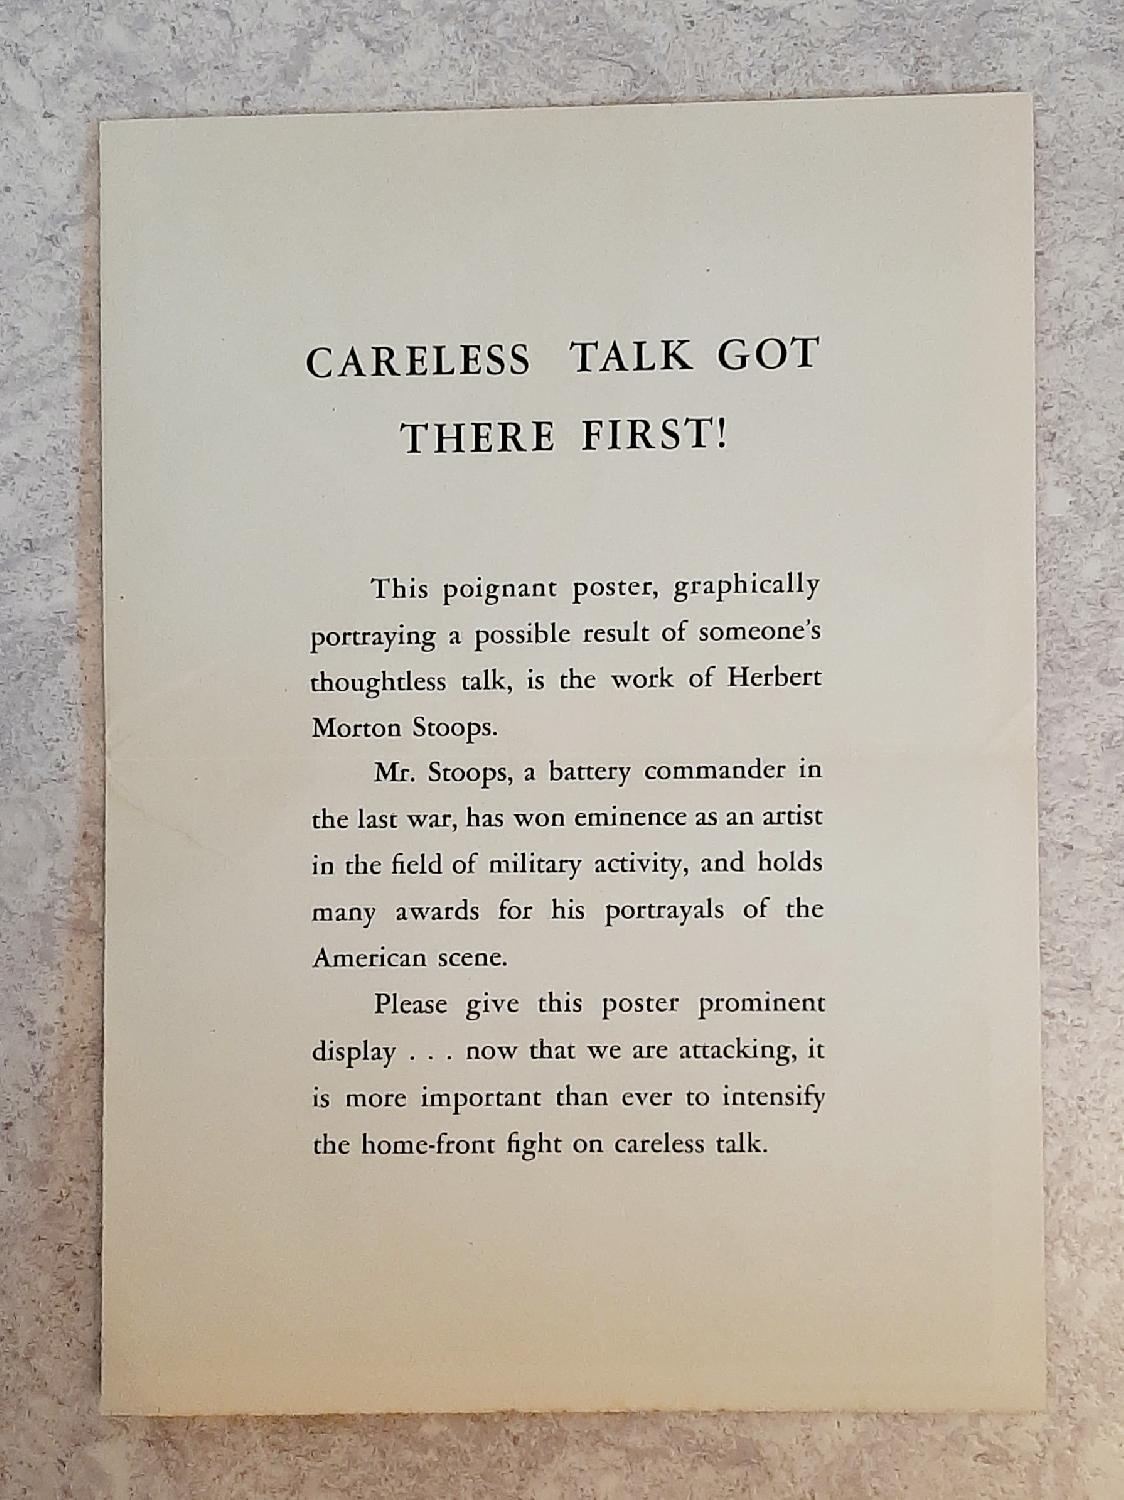 CARELESS TALK GOT
THERE FIRST!
This poignant poster, graphically
portraying a possible result of someone's
thoughtless talk, is the work of Herbert
Morton Stoops.
Mr. Stoops, a battery commander in
the last war, has won eminence as an artist
in the field of military activity, and holds
many awards for his portrayals of the
American scene.
Please give this poster prominent
display . . . now that we are attacking, it
is more important than ever to intensify
the home-front fight on careless talk.